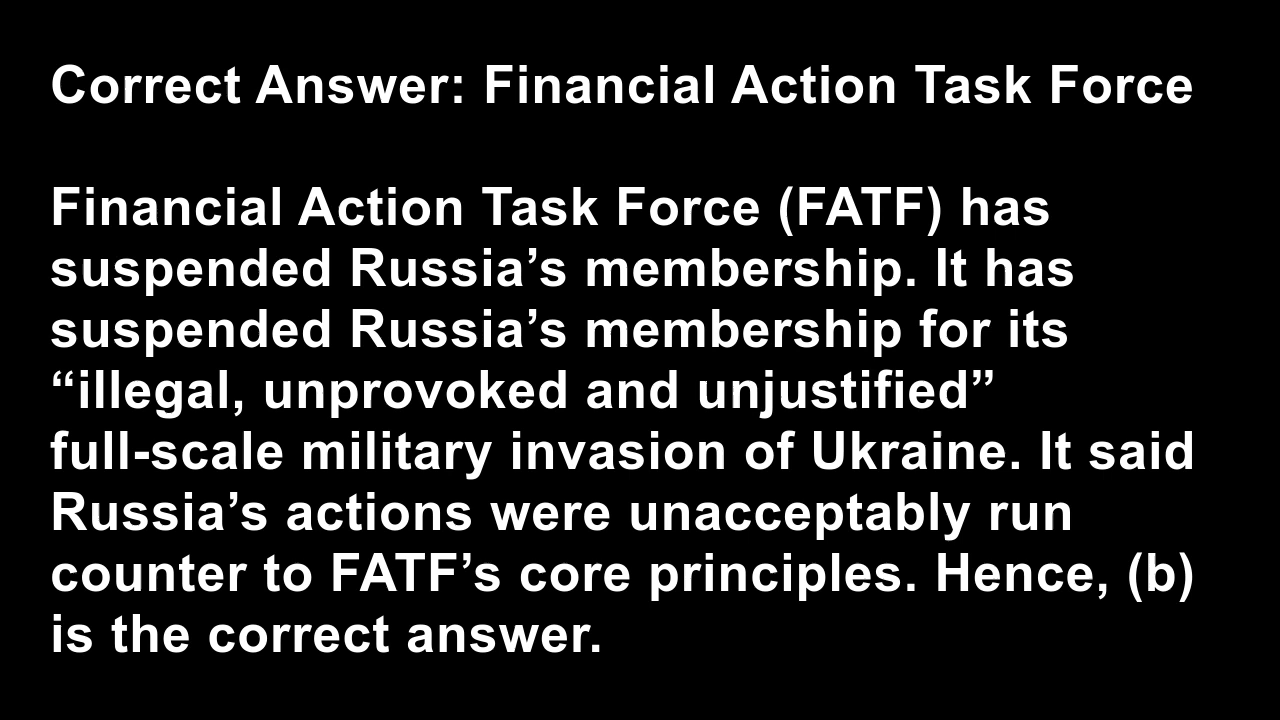 Correct Answer: Financial Action Task Force
Financial Action Task Force (FATF) has
suspended Russia’s membership. It has
suspended Russia’s membership for its
“illegal, unprovoked and unjustified”
full-scale military invasion of Ukraine. It said
Russia’s actions were unacceptably run
counter to FATF’s core principles. Hence, (b)
is the correct answer.